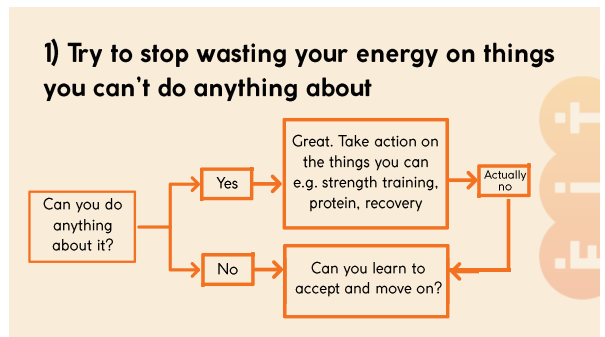 1) Try to stop wasting your energy on things
you can't do anything about
Can you do
anything
about it?
Yes
Great. Take action on
the things you can
e.g. strength training,
protein, recovery
Actually
no
No
Can you learn to
accept and move on?